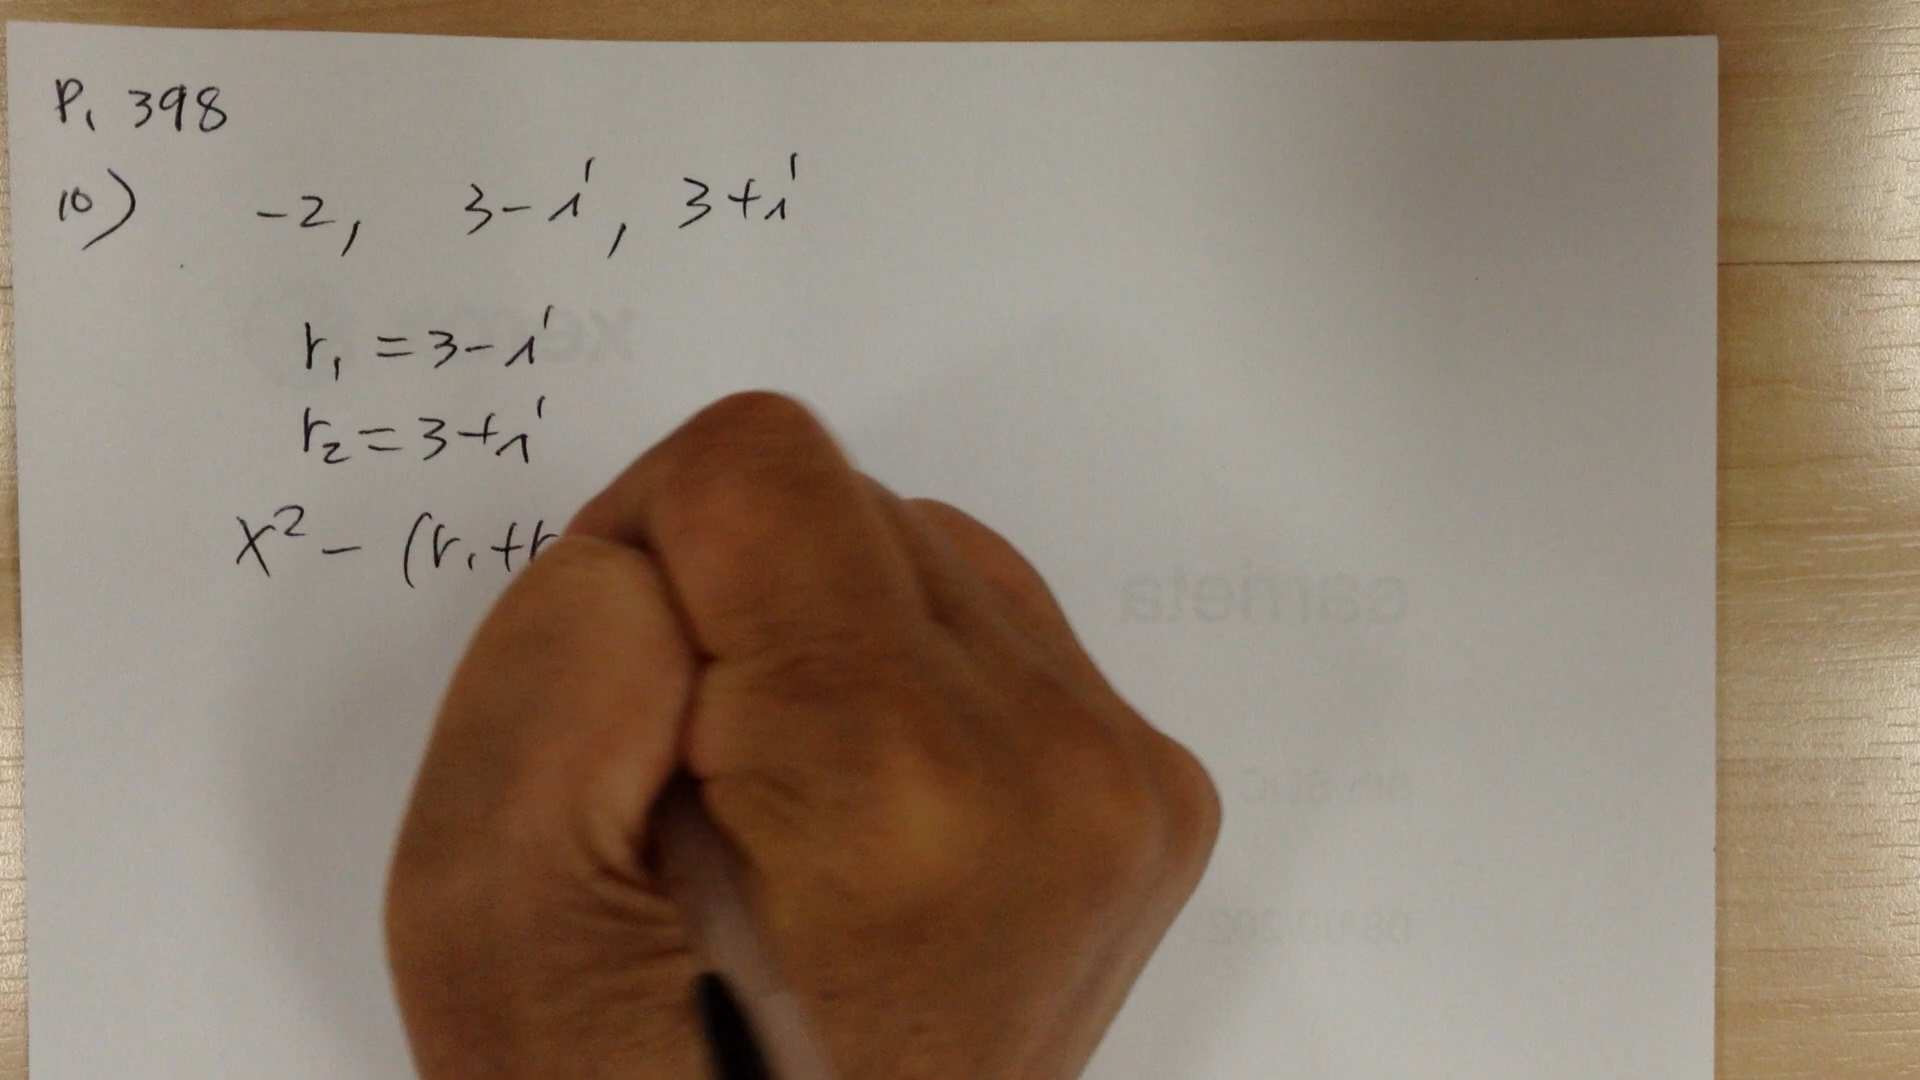 P. 398
10) -2, 3-i, 3+i
r₁ = 3-i
r₂ = 3+i
x² - (r₁+r